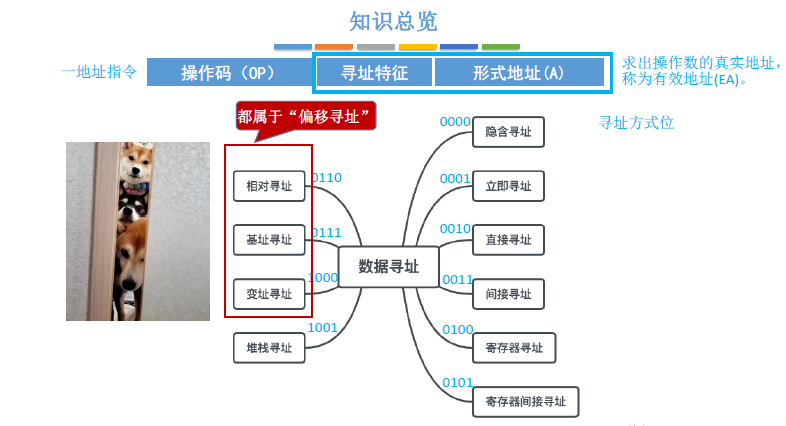 知识总览
一地址指令
操作码（OP）
寻址特征
形式地址(A)
求出操作数的真实地址，
称为有效地址(EA)。
都属于“偏移寻址”
寻址方式位
0000
隐含寻址
0001
立即寻址
0010
直接寻址
0011
间接寻址
0100
寄存器寻址
0101
寄存器间接寻址
数据寻址
0110
相对寻址
0111
基址寻址
1000
变址寻址
1001
堆栈寻址